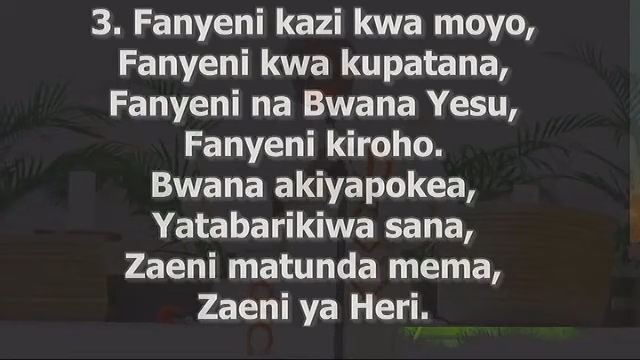 3. Fanyeni kazi kwa moyo,
Fanyeni kwa kupatana,
Fanyeni na Bwana Yesu,
Fanyeni kiroho.
Bwana akiyapokea,
Yatabarikiwa sana,
Zaeni matunda mema,
Zaeni ya Heri.